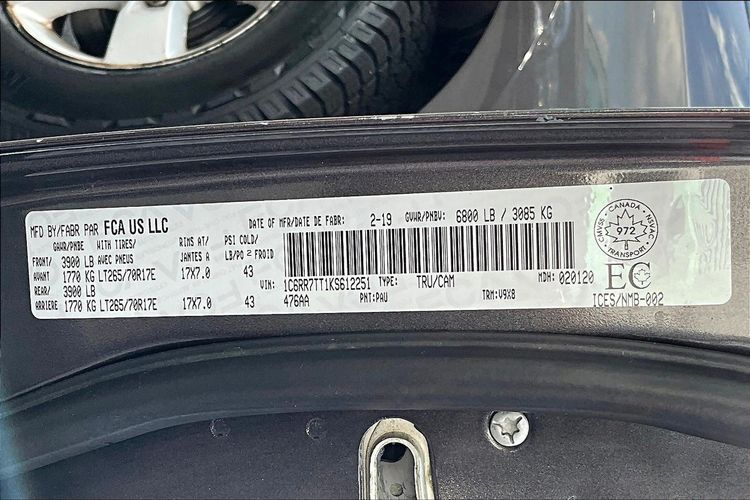 MFD BY/FABR PAR FCA US LLC DATE OF MFR/DATE DE FABR: 2-19 GVWR/PNBV: 6800 LB / 3085 KG
GAWR/PNBE WITH TIRES/ RIMS AT/ PSI COLD/
FRONT/ 3900 LB AVEC PNEUS JANTES A LB/PO 2 FROID
AVANT 1770 KG LT265/70R17E 17X7.0 43
REAR/ 3900 LB VIN: 1C6RR7TT1KS612251 TYPE: TRU/CAM MDH: 020120
ARRIERE 1770 KG LT265/70R17E 17X7.0 43 476AA PNT: PAU TRM: V9X8
CANADA
CMVSR NSVAC
972
TRANSPORT
EC
ICES/NMB-002